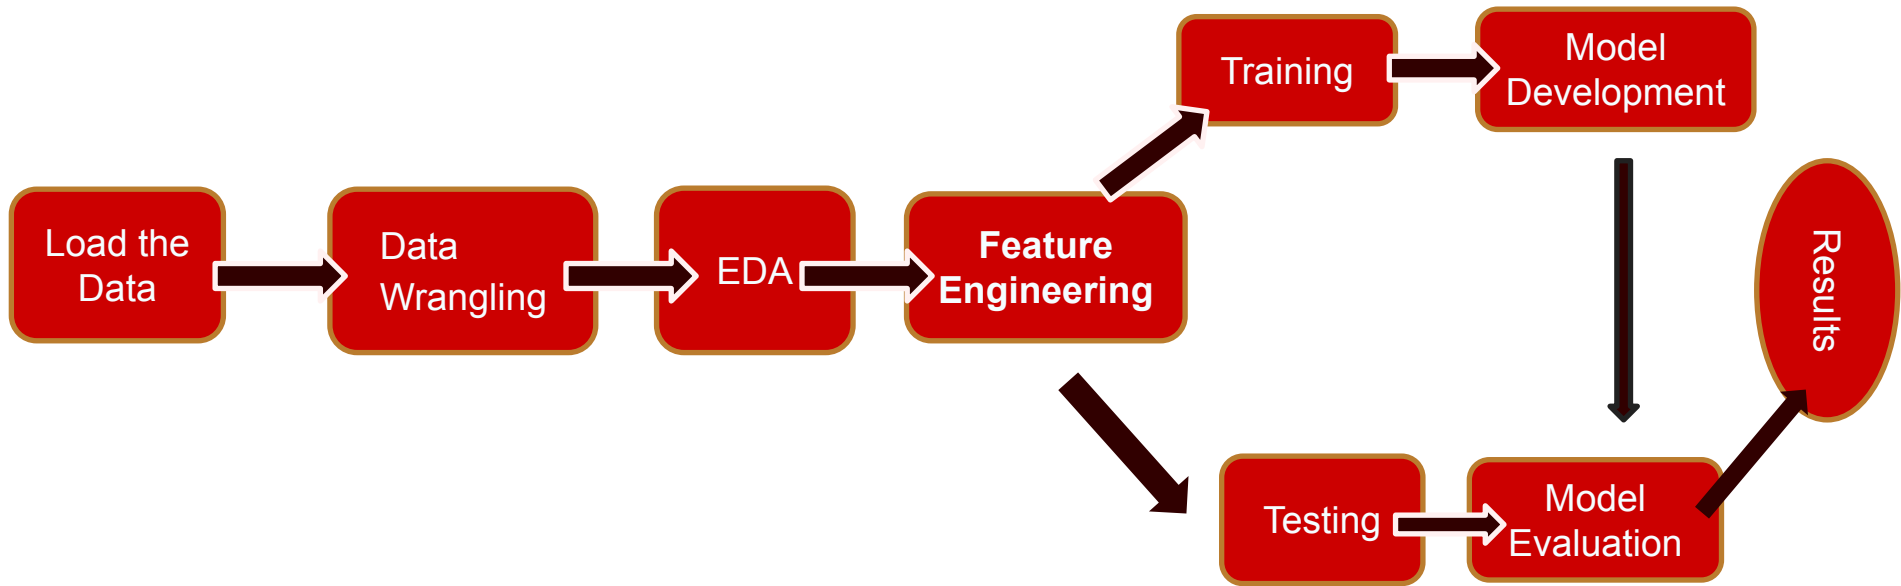 Load the
Data
Data
Wrangling
EDA
Feature
Engineering
Training
Model
Development
Testing
Model
Evaluation
Results